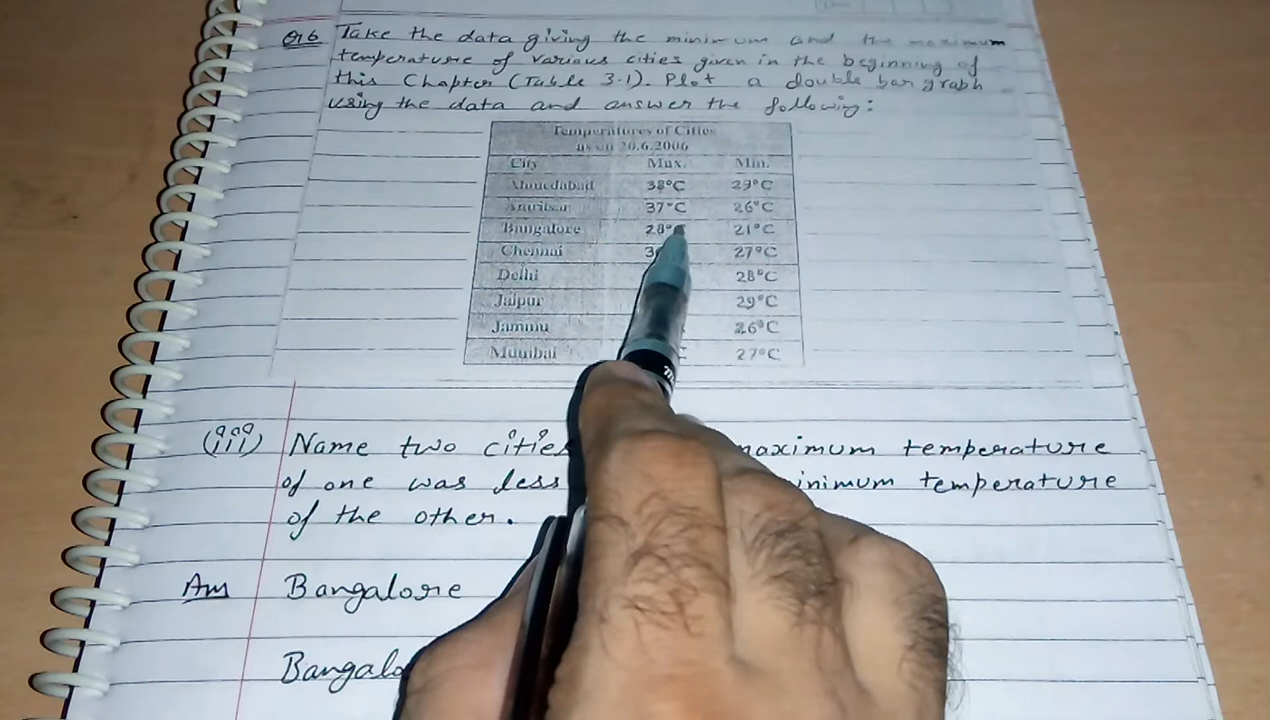 Q16 Take the data giving the minimum and the maximum
temperature of various cities given in the beginning of
this Chapter (Table 3.1). Plot a double bar graph
using the data and answer the following:
Temperatures of Cities
as on 20.6.2006
City Max. Min.
Ahmedabad 38°C 29°C
Amritsar 37°C 26°C
Bangalore 28°C 21°C
Chennai 27°C
Delhi 28°C
Jaipur 29°C
Jammu 26°C
Mumbai 27°C
(iii) Name two cities maximum temperature
of one was less minimum temperature
of the other.
Ans Bangalore